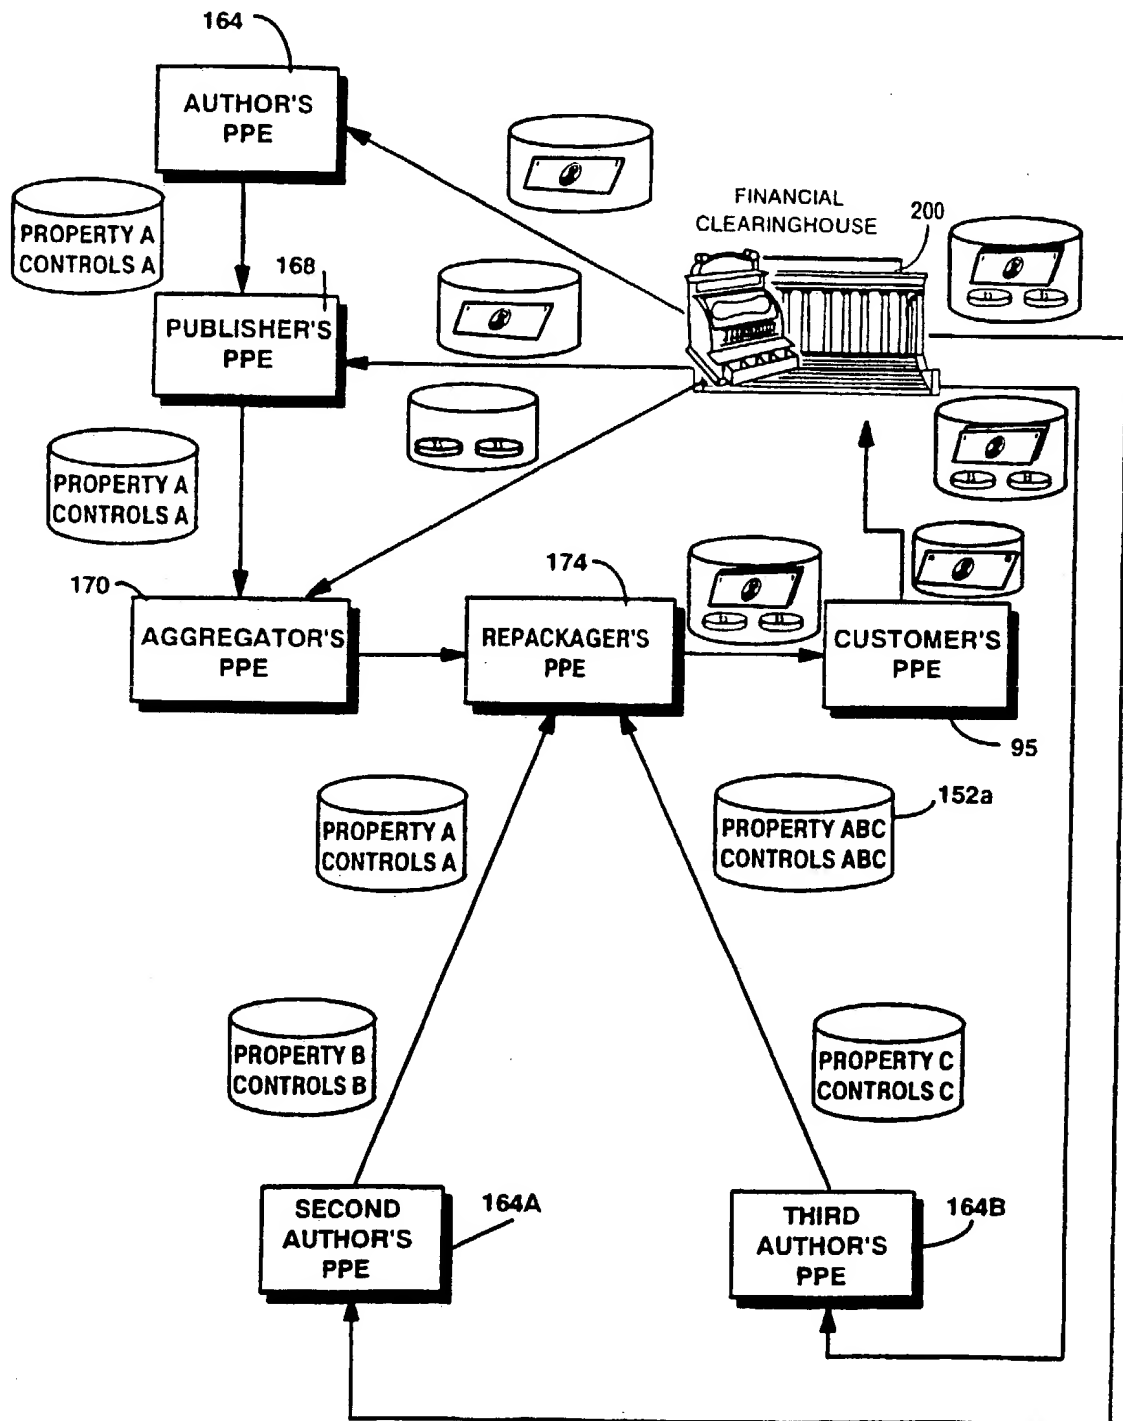 164
AUTHOR'S
PPE
PROPERTY A
CONTROLS A
FINANCIAL
CLEARINGHOUSE
200
168
PUBLISHER'S
PPE
PROPERTY A
CONTROLS A
170
AGGREGATOR'S
PPE
174
REPACKAGER'S
PPE
CUSTOMER'S
PPE
95
PROPERTY A
CONTROLS A
PROPERTY ABC
CONTROLS ABC
152a
PROPERTY B
CONTROLS B
PROPERTY C
CONTROLS C
SECOND
AUTHOR'S
PPE
164A
THIRD
AUTHOR'S
PPE
164B